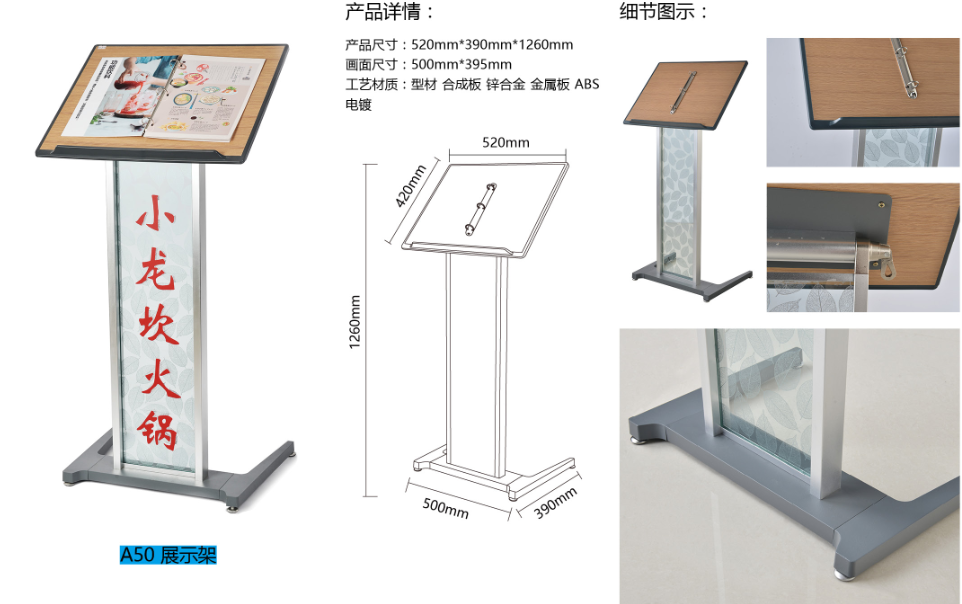 产品详情：
产品尺寸：520mm*390mm*1260mm
画面尺寸：500mm*395mm
工艺材质：型材 合成板 锌合金 金属板 ABS
电镀
细节图示：
小
龙
坎
火
锅
520mm
420mm
1260mm
500mm
390mm
A50 展示架